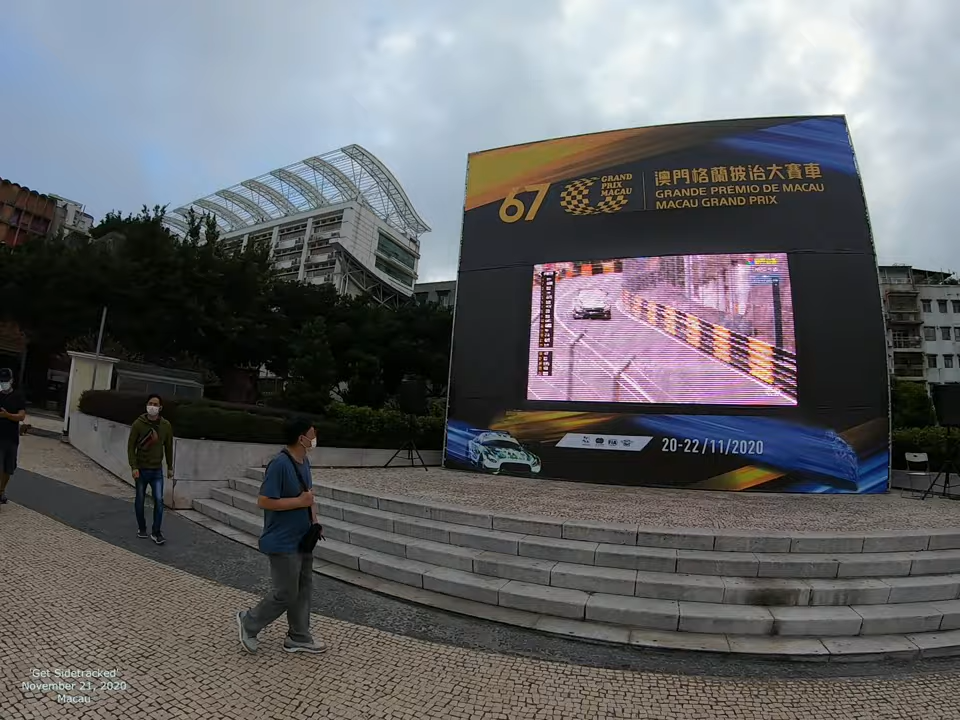 67
GRAND
PRIX
MACAU
澳門格蘭披治大賽車
GRANDE PREMIO DE MACAU
MACAU GRAND PRIX
20-22/11/2020
'Get Sidetracked'
November 21, 2020
Macau